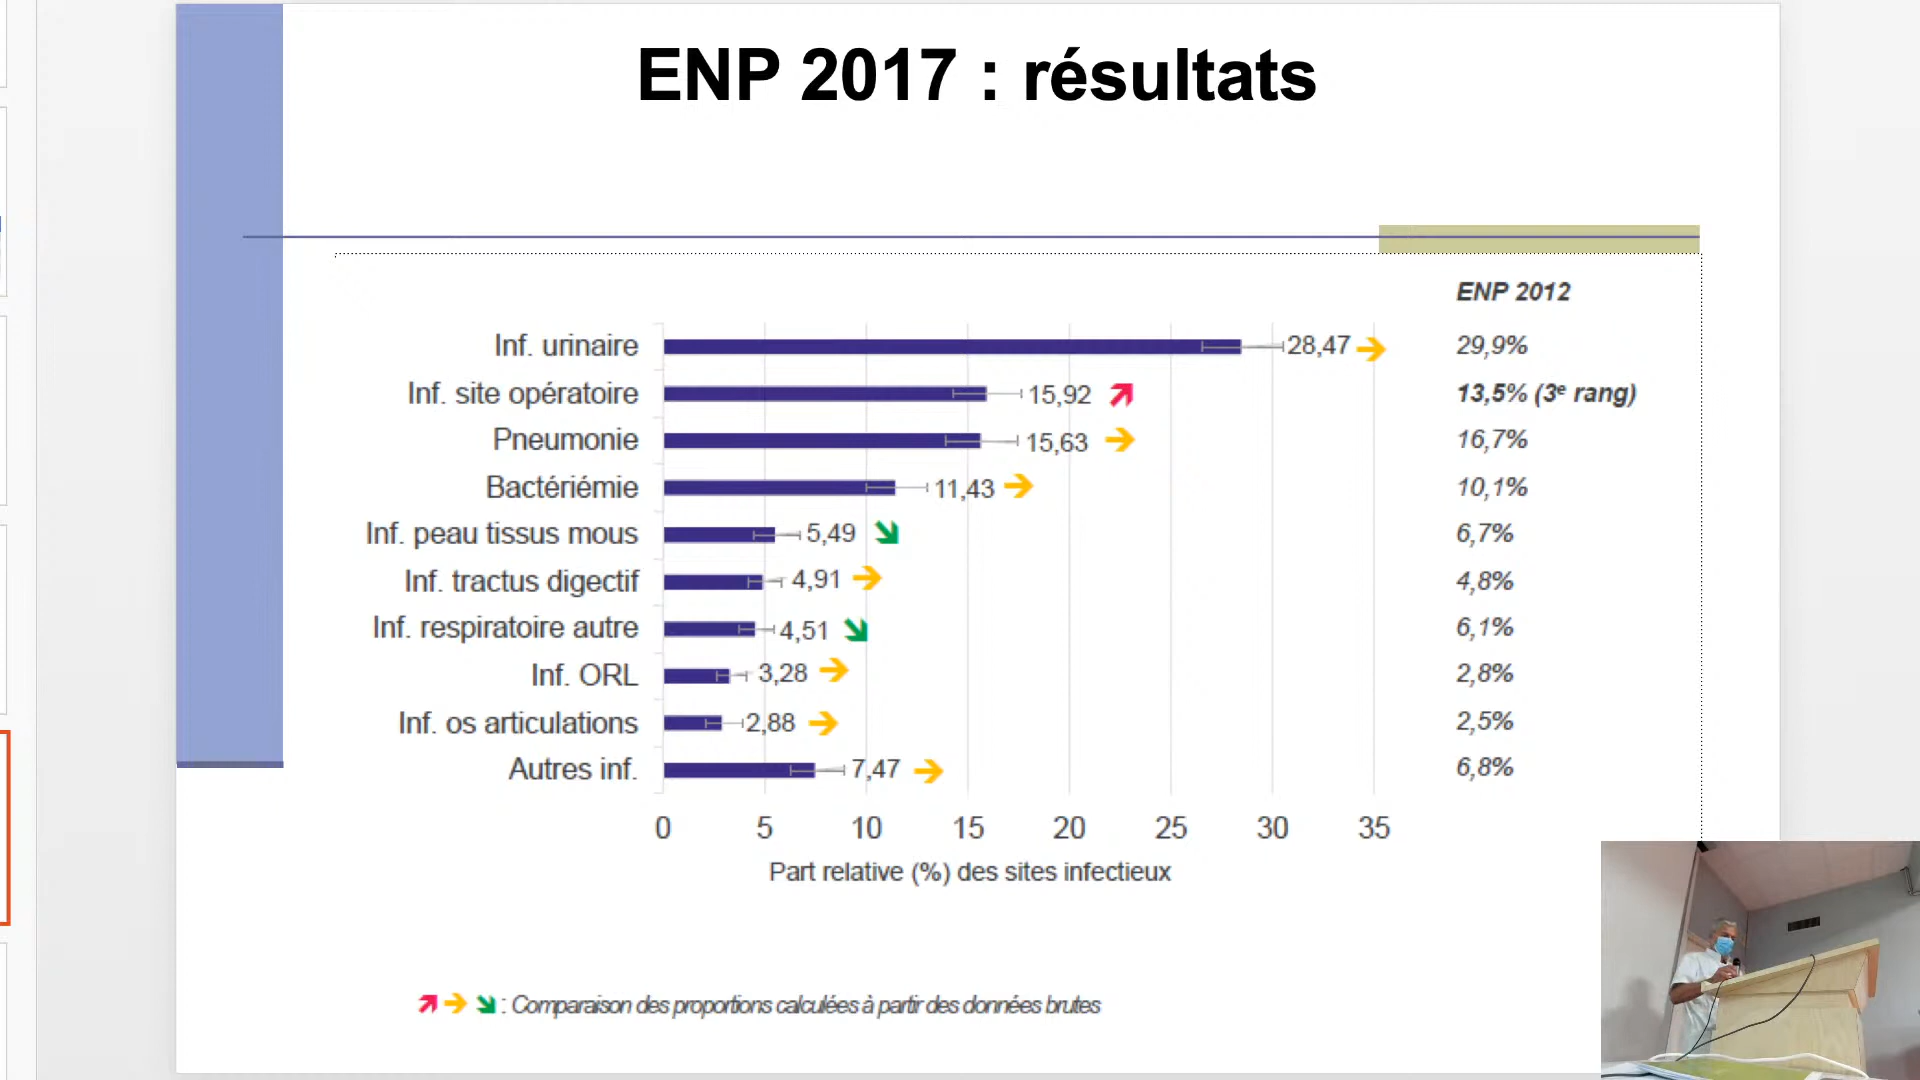 ENP 2017 : résultats
ENP 2012
Inf. urinaire 28,47 29,9%
Inf. site opératoire 15,92 13,5% (3e rang)
Pneumonie 15,63 16,7%
Bactériémie 11,43 10,1%
Inf. peau tissus mous 5,49 6,7%
Inf. tractus digectif 4,91 4,8%
Inf. respiratoire autre 4,51 6,1%
Inf. ORL 3,28 2,8%
Inf. os articulations 2,88 2,5%
Autres inf. 7,47 6,8%
0 5 10 15 20 25 30 35
Part relative (%) des sites infectieux
: Comparaison des proportions calculées à partir des données brutes